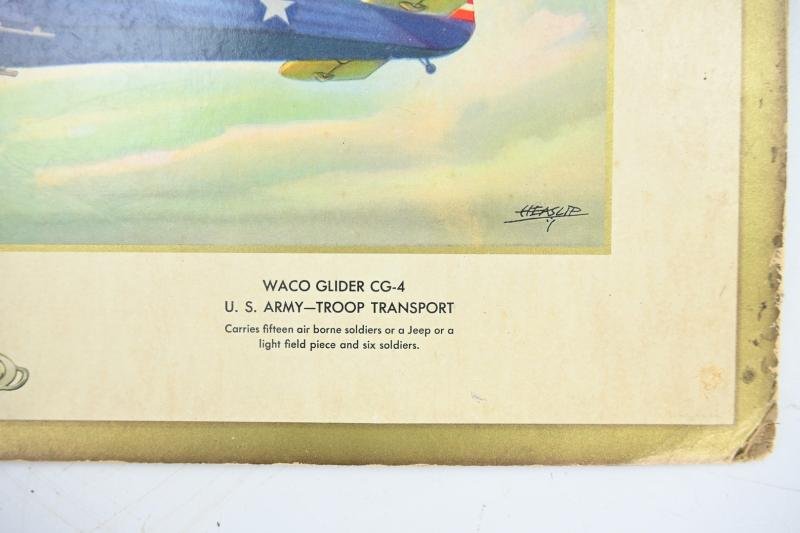 HEASLIP
WACO GLIDER CG-4
U. S. ARMY—TROOP TRANSPORT
Carries fifteen air borne soldiers or a Jeep or a
light field piece and six soldiers.